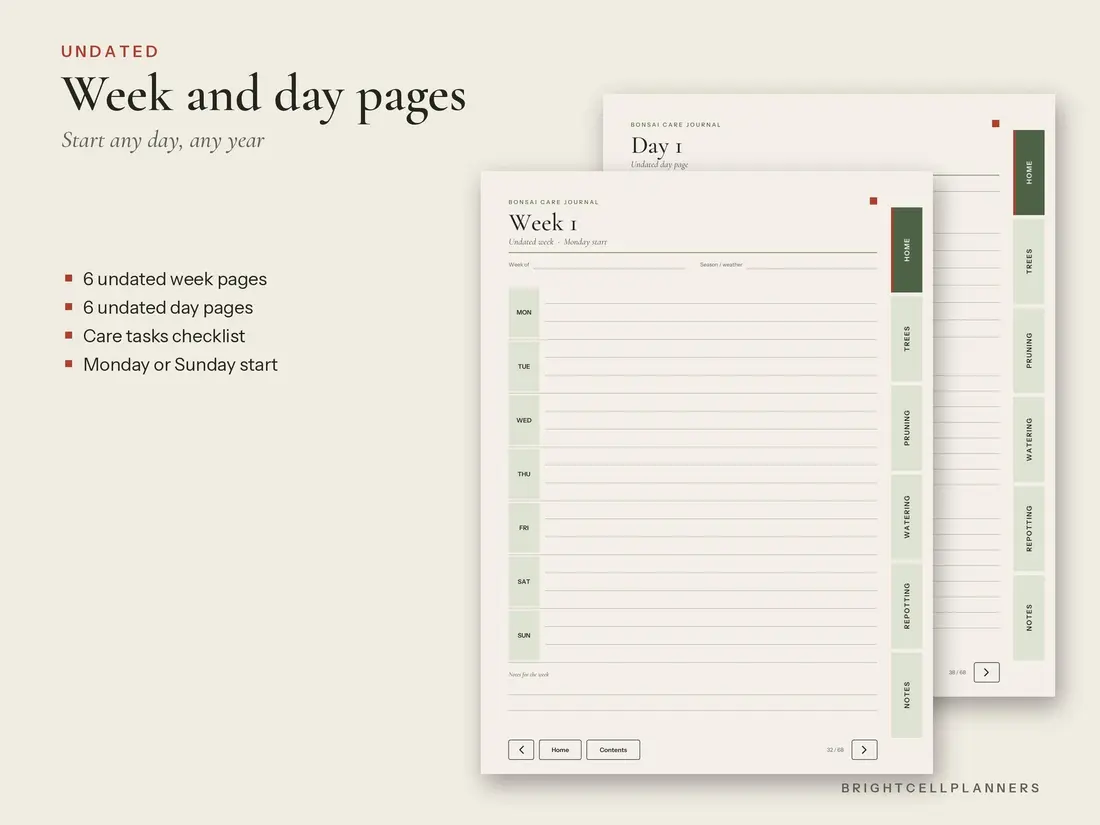 UNDATED
Week and day pages
Start any day, any year
6 undated week pages
6 undated day pages
Care tasks checklist
Monday or Sunday start
BONSAI CARE JOURNAL
Day 1
Undated day page
HOME
TREES
PRUNING
WATERING
REPOTTING
NOTES
38 / 68
BONSAI CARE JOURNAL
Week 1
Undated week · Monday start
Week of
Season / weather
MON
TUE
WED
THU
FRI
SAT
SUN
Notes for the week
Home
Contents
32 / 68
HOME
TREES
PRUNING
WATERING
REPOTTING
NOTES
BRIGHTCELLPLANNERS